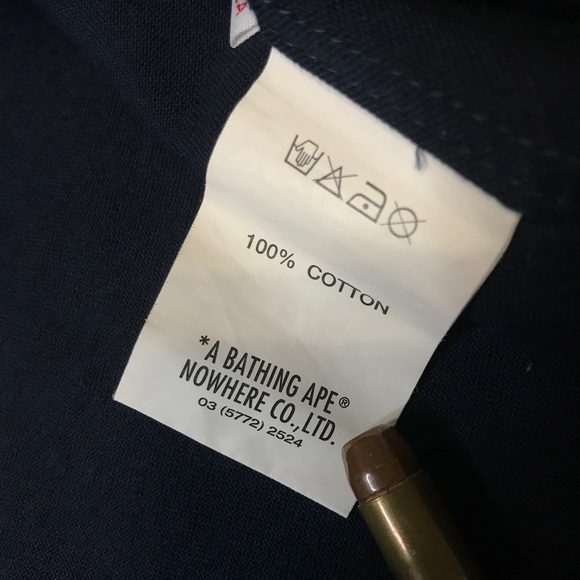 100% COTTON
*A BATHING APE®
NOWHERE CO., LTD.
03 (5772) 2524